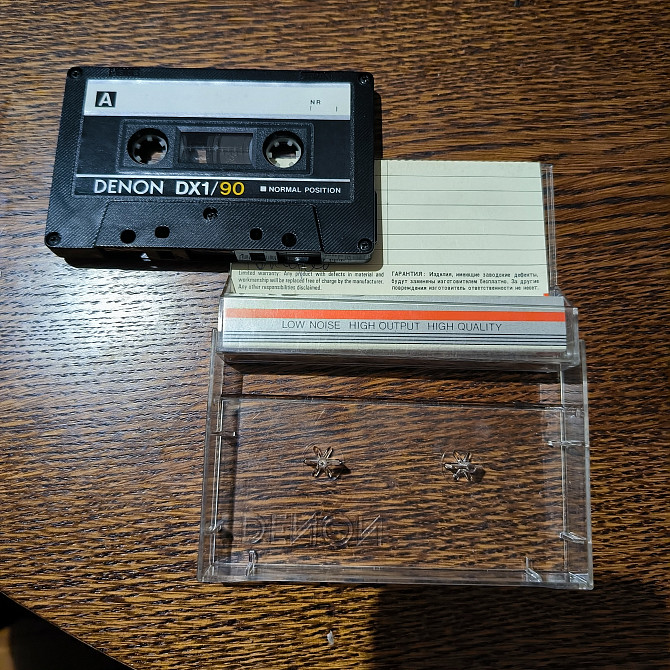 A
NR
DENON DX1/90 ■ NORMAL POSITION
Limited warranty: Any product with defects in material and
workmanship will be replaced free of charge by the manufacturer.
Any other responsibilities disclaimed.
ГАРАНТИЯ: Изделия, имеющие заводские дефекты,
будут заменены изготовителем бесплатно. За другие
повреждения изготовитель ответственности не несет.
LOW NOISE HIGH OUTPUT HIGH QUALITY
DENON